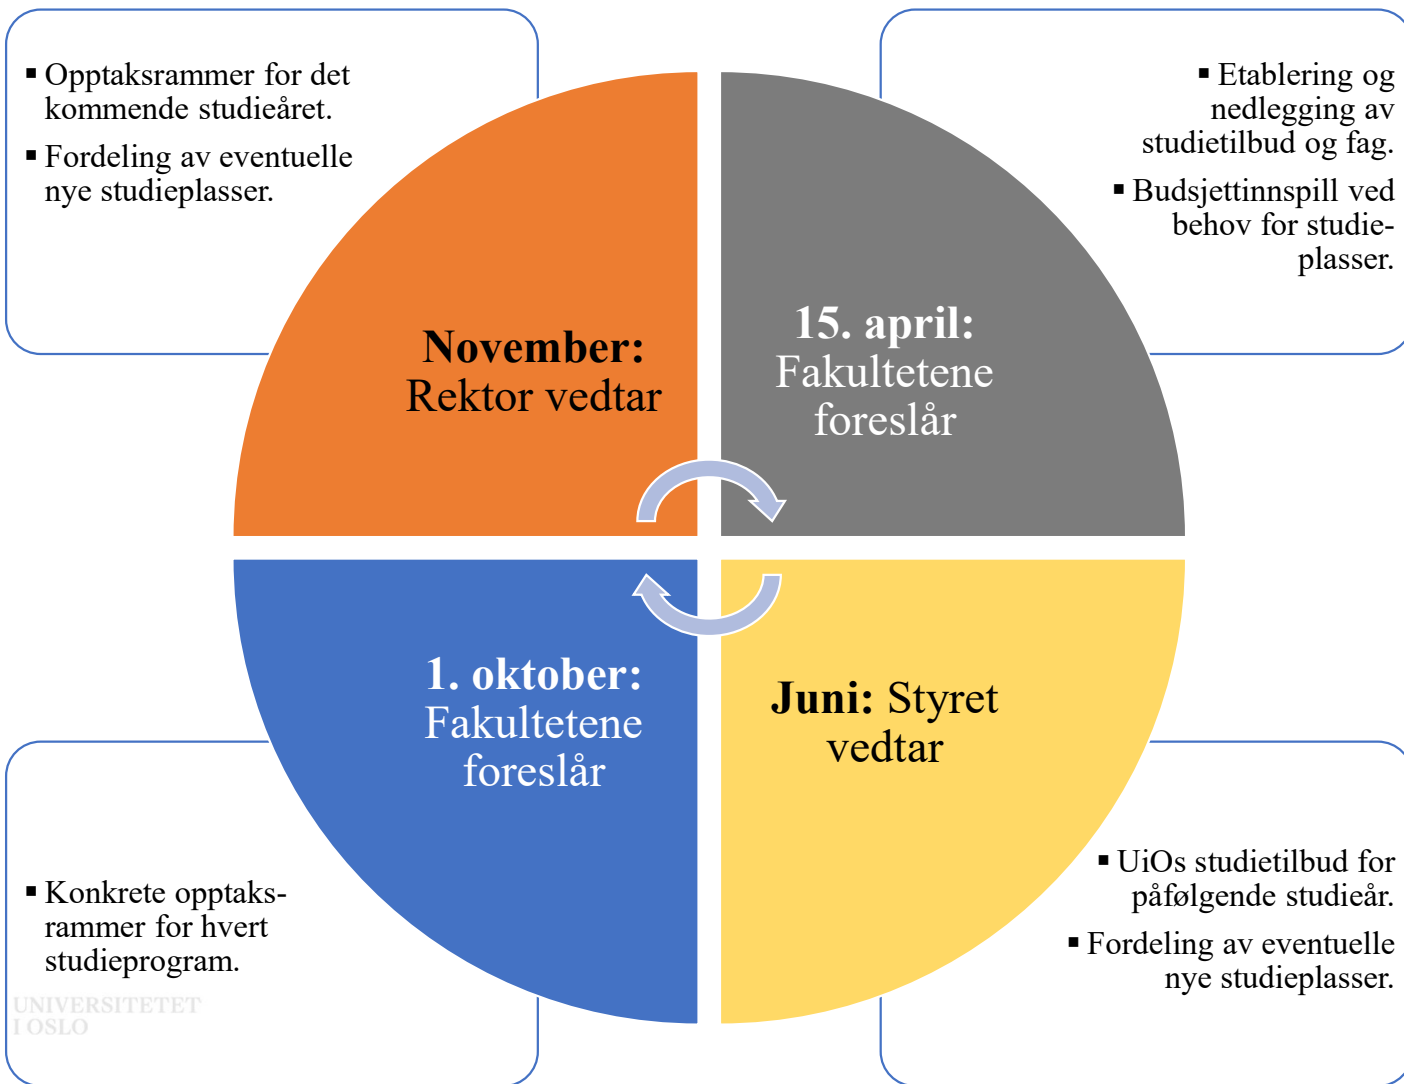 ▪ Opptaksrammer for det
kommende studieåret.
▪ Fordeling av eventuelle
nye studieplasser.
▪ Etablering og
nedlegging av
studietilbud og fag.
▪ Budsjettinnspill ved
behov for studie-
plasser.
November:
Rektor vedtar
15. april:
Fakultetene
foreslår
1. oktober:
Fakultetene
foreslår
Juni: Styret
vedtar
▪ Konkrete opptaks-
rammer for hvert
studieprogram.
▪ UiOs studietilbud for
påfølgende studieår.
▪ Fordeling av eventuelle
nye studieplasser.
UNIVERSITETET
I OSLO